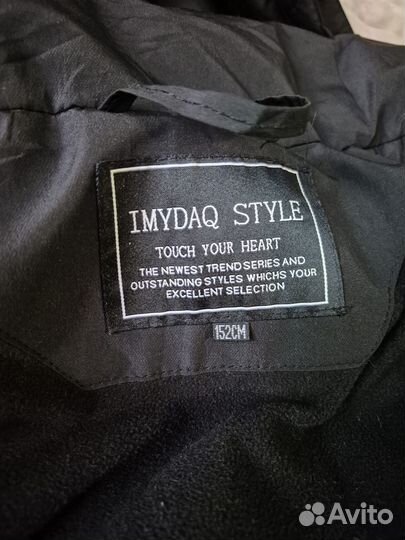 IMYDAQ STYLE
TOUCH YOUR HEART
THE NEWEST TREND SERIES AND
OUTSTANDING STYLES WHICHS YOUR
EXCELLENT SELECTION
152CM
Avito